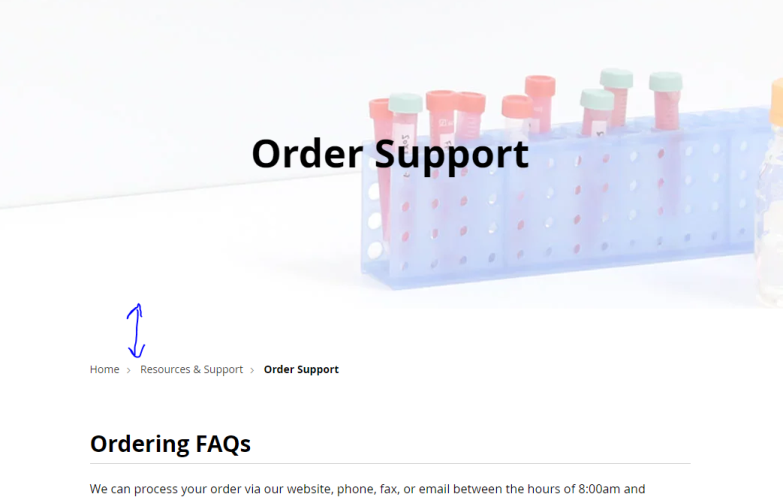 Order Support
Home > Resources & Support > Order Support
Ordering FAQs
We can process your order via our website, phone, fax, or email between the hours of 8:00am and